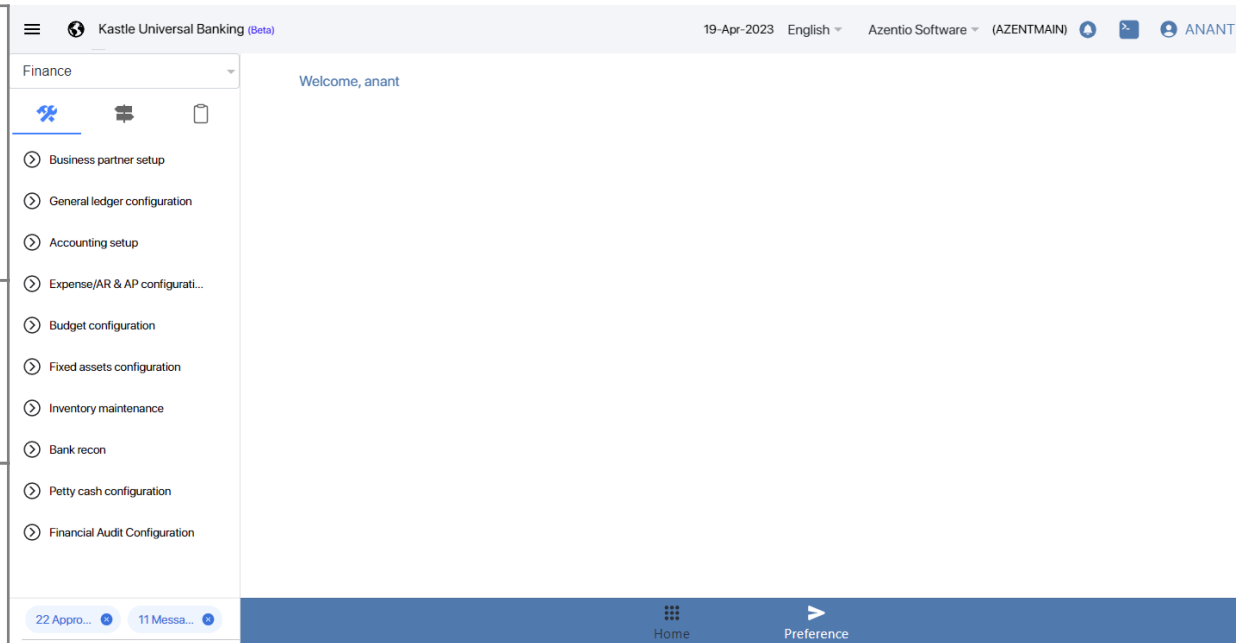 Kastle Universal Banking (Beta)
19-Apr-2023 English Azentio Software (AZENTMAIN) ANANT
Finance
Welcome, anant
Business partner setup
General ledger configuration
Accounting setup
Expense/AR & AP configurati...
Budget configuration
Fixed assets configuration
Inventory maintenance
Bank recon
Petty cash configuration
Financial Audit Configuration
22 Appro... 11 Messa...
Home Preference